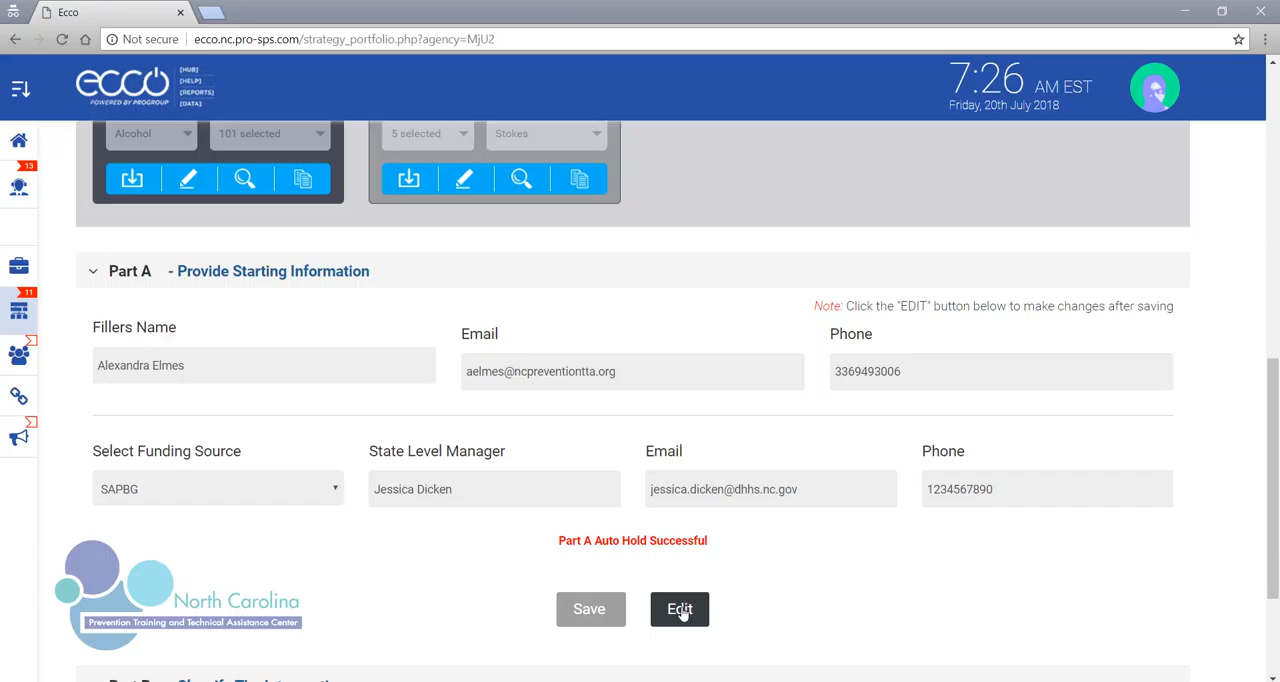 Ecco
Not secure ecco.nc.pro-sps.com/strategy_portfolio.php?agency=MjU2
ecco
POWERED BY PROGROUP
[HUB]
[HELP]
[REPORTS]
[DATA]
7:26 AM EST
Friday, 20th July 2018
Alcohol 101 selected 5 selected Stokes
13
11
Part A - Provide Starting Information
Note: Click the "EDIT" button below to make changes after saving
Fillers Name Email Phone
Alexandra Elmes aelmes@ncpreventiontta.org 3369493006
Select Funding Source State Level Manager Email Phone
SAPBG Jessica Dicken jessica.dicken@dhhs.nc.gov 1234567890
Part A Auto Hold Successful
Save Edit
North Carolina
Prevention Training and Technical Assistance Center